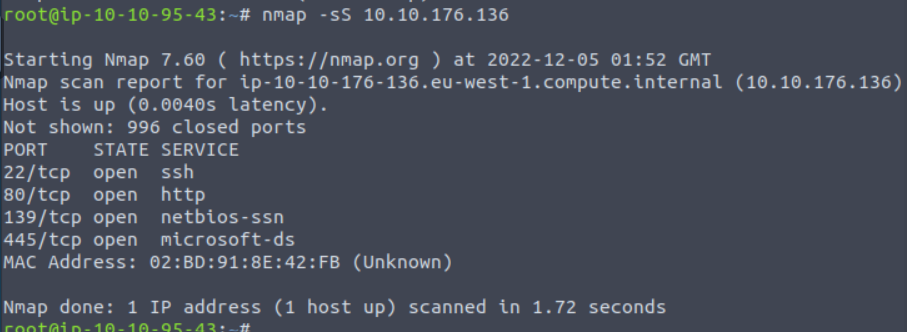 root@ip-10-10-95-43:~# nmap -sS 10.10.176.136
Starting Nmap 7.60 ( https://nmap.org ) at 2022-12-05 01:52 GMT
Nmap scan report for ip-10-10-176-136.eu-west-1.compute.internal (10.10.176.136)
Host is up (0.0040s latency).
Not shown: 996 closed ports
PORT    STATE SERVICE
22/tcp  open  ssh
80/tcp  open  http
139/tcp open  netbios-ssn
445/tcp open  microsoft-ds
MAC Address: 02:BD:91:8E:42:FB (Unknown)
Nmap done: 1 IP address (1 host up) scanned in 1.72 seconds
root@ip-10-10-95-43:~#